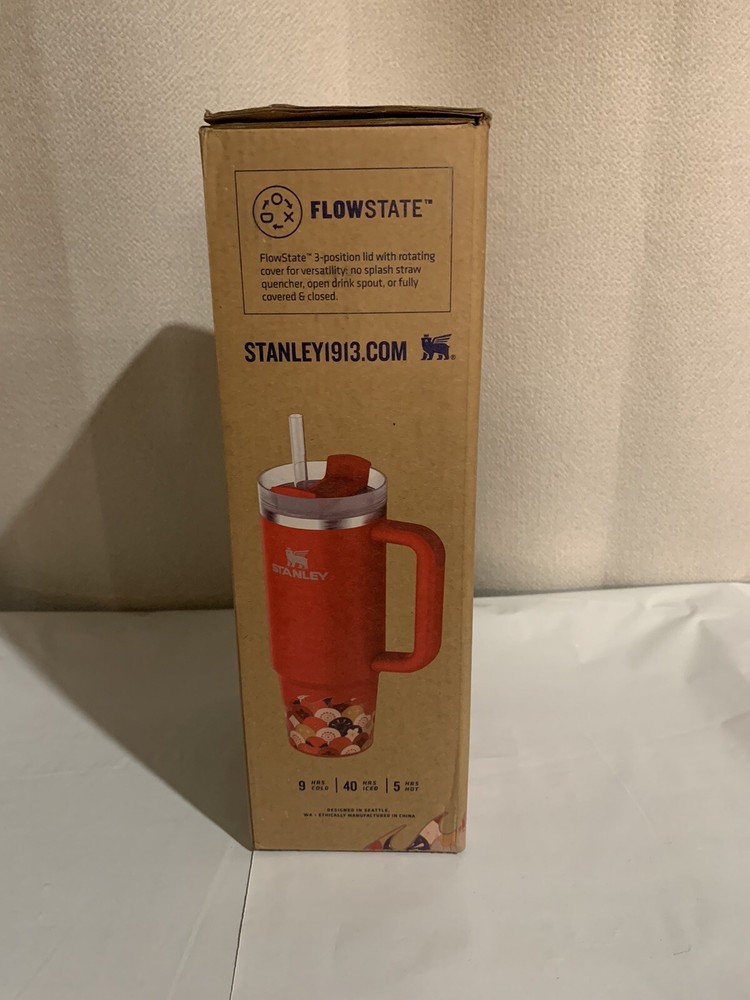 FLOWSTATE™
FlowState™ 3-position lid with rotating
cover for versatility: no splash straw
quencher, open drink spout, or fully
covered & closed.
STANLEY1913.COM ®
STANLEY
9 HRS COLD | 40 HRS ICED | 5 HRS HOT
DESIGNED IN SEATTLE,
WA - ETHICALLY MANUFACTURED IN CHINA